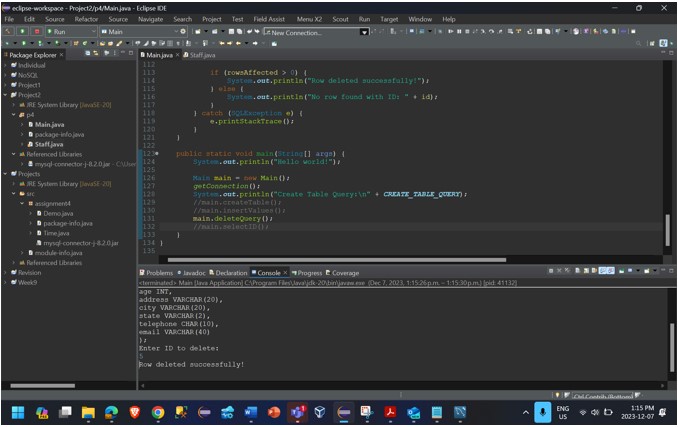 eclipse-workspace - Project2/p4/Main.java - Eclipse IDE
File Edit Source Refactor Source Navigate Search Project Test Field Assist Menu X2 Scout Run Target Window Help
Run Main New Connection...
Package Explorer
Individual
NoSQL
Project1
Project2
JRE System Library [JavaSE-20]
p4
Main.java
package-info.java
Staff.java
Referenced Libraries
mysql-connector-j-8.2.0.jar - C:\User
Projects
JRE System Library [JavaSE-20]
src
assignment4
Demo.java
package-info.java
Time.java
mysql-connector-j-8.2.0.jar
module-info.java
Referenced Libraries
Revision
Week9
Main.java Staff.java
112
113 if (rowsAffected > 0) {
114 System.out.println("Row deleted successfully!");
115 } else {
116 System.out.println("No row found with ID: " + id);
117 }
118 } catch (SQLException e) {
119 e.printStackTrace();
120 }
121 }
122
123 public static void main(String[] args) {
124 System.out.println("Hello world!");
125
126 Main main = new Main();
127 getConnection();
128 System.out.println("Create Table Query:\n" + CREATE_TABLE_QUERY);
129 //main.createTable();
130 //main.insertValues();
131 main.deleteQuery();
132 //main.selectID();
133 }
134 }
135
Problems Javadoc Declaration Console Progress Coverage
<terminated> Main [Java Application] C:\Program Files\Java\jdk-20\bin\javaw.exe (Dec 7, 2023, 1:15:26 p.m. – 1:15:30 p.m.) [pid: 41132]
age INT,
address VARCHAR(20),
city VARCHAR(20),
state VARCHAR(2),
telephone CHAR(10),
email VARCHAR(40)
);
Enter ID to delete:
5
Row deleted successfully!
ENG
US
1:15 PM
2023-12-07